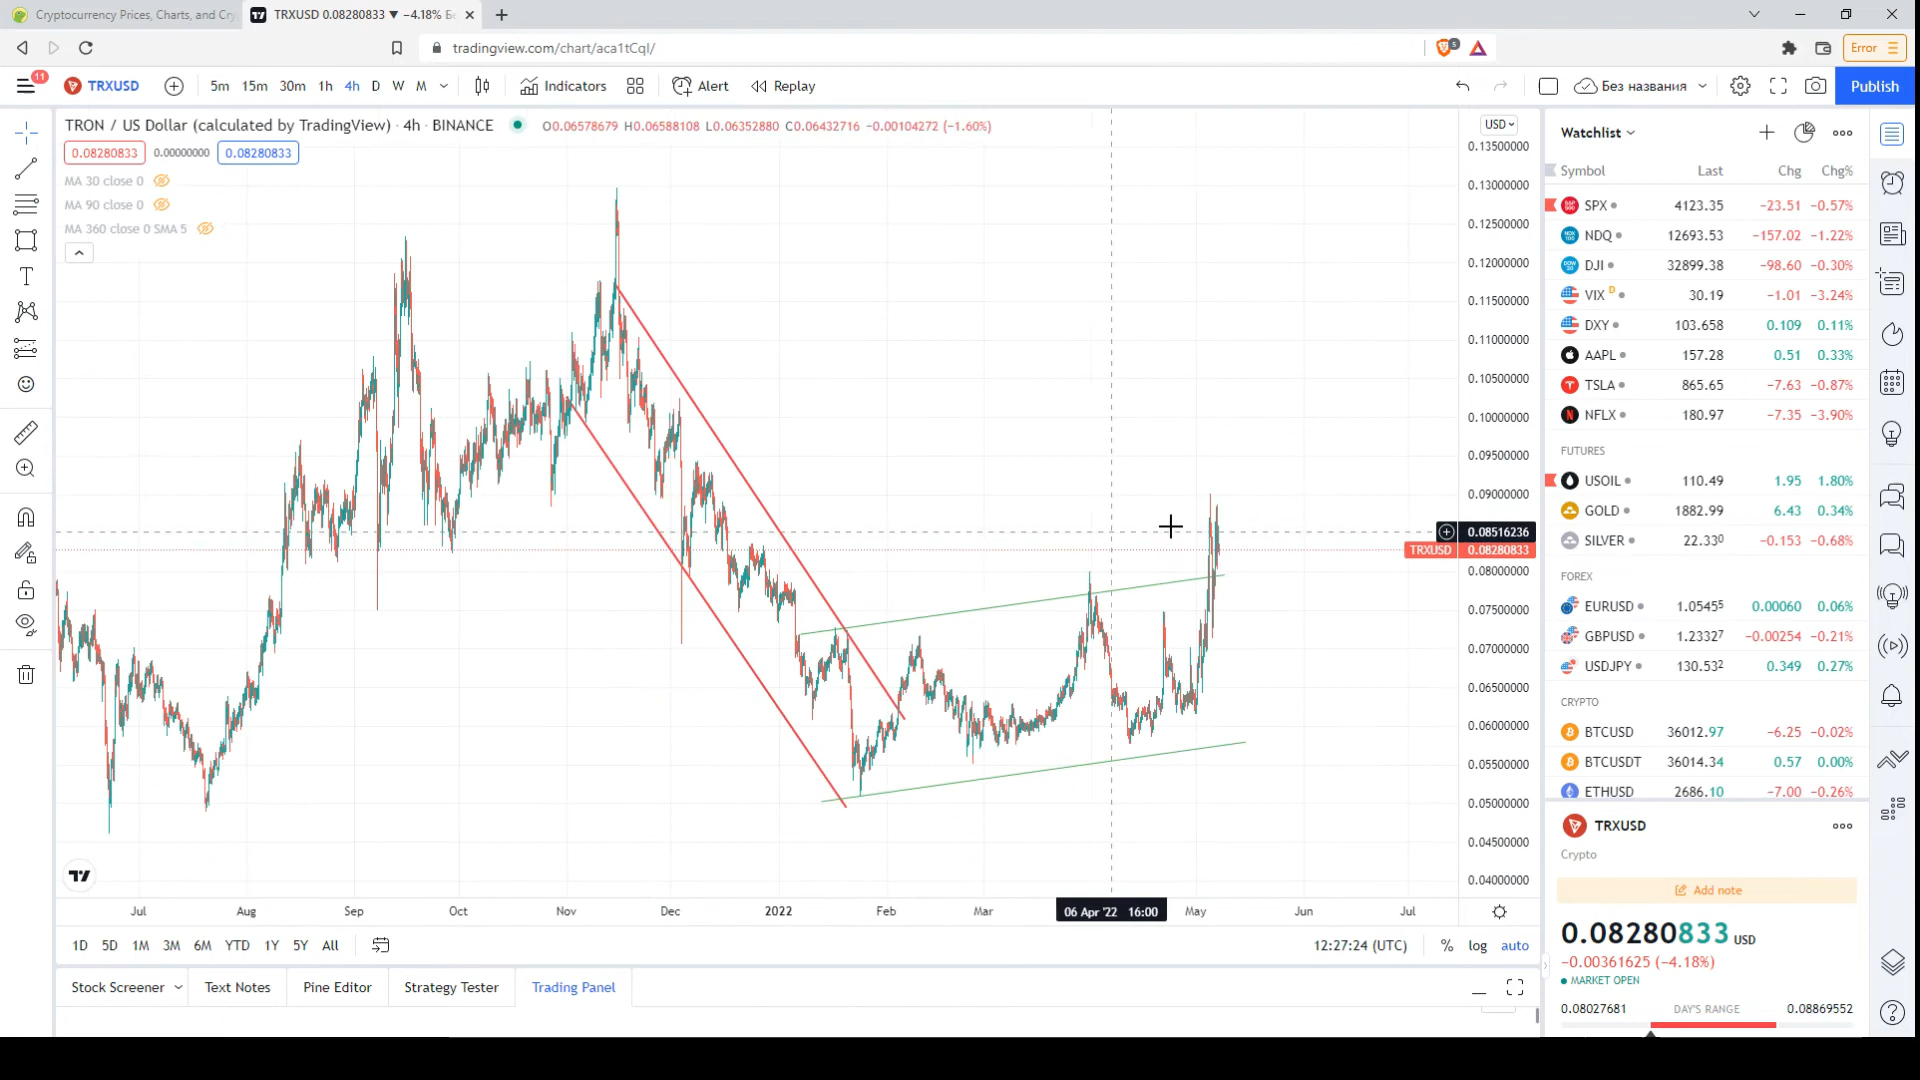 Cryptocurrency Prices, Charts, and Cry
TRXUSD 0.08280833 ▼ −4.18% Бе
tradingview.com/chart/aca1tCqI/
5
Error
11
TRXUSD
5m 15m 30m 1h 4h D W M
Indicators
Alert
Replay
Без названия
Publish
TRON / US Dollar (calculated by TradingView) · 4h · BINANCE
O0.06578679 H0.06588108 L0.06352880 C0.06432716 −0.00104272 (−1.60%)
0.08280833 0.00000000 0.08280833
MA 30 close 0
MA 90 close 0
MA 360 close 0 SMA 5
USD
0.13500000
0.13000000
0.12500000
0.12000000
0.11500000
0.11000000
0.10500000
0.10000000
0.09500000
0.09000000
0.08516236
TRXUSD 0.08280833
0.08000000
0.07500000
0.07000000
0.06500000
0.06000000
0.05500000
0.05000000
0.04500000
0.04000000
Jul Aug Sep Oct Nov Dec 2022 Feb Mar 06 Apr '22 16:00 May Jun Jul
1D 5D 1M 3M 6M YTD 1Y 5Y All
12:27:24 (UTC) % log auto
Stock Screener Text Notes Pine Editor Strategy Tester Trading Panel
Watchlist
Symbol Last Chg Chg%
SPX 4123.35 −23.51 −0.57%
NDQ 12693.53 −157.02 −1.22%
DJI 32899.38 −98.60 −0.30%
VIX D 30.19 −1.01 −3.24%
DXY 103.658 0.109 0.11%
AAPL 157.28 0.51 0.33%
TSLA 865.65 −7.63 −0.87%
NFLX 180.97 −7.35 −3.90%
FUTURES
USOIL 110.49 1.95 1.80%
GOLD 1882.99 6.43 0.34%
SILVER 22.330 −0.153 −0.68%
FOREX
EURUSD 1.05455 0.00060 0.06%
GBPUSD 1.23327 −0.00254 −0.21%
USDJPY 130.532 0.349 0.27%
CRYPTO
BTCUSD 36012.97 −6.25 −0.02%
BTCUSDT 36014.34 0.57 0.00%
ETHUSD 2686.10 −7.00 −0.26%
TRXUSD
Crypto
Add note
0.08280833 USD
−0.00361625 (−4.18%)
MARKET OPEN
0.08027681 DAY'S RANGE 0.08869552